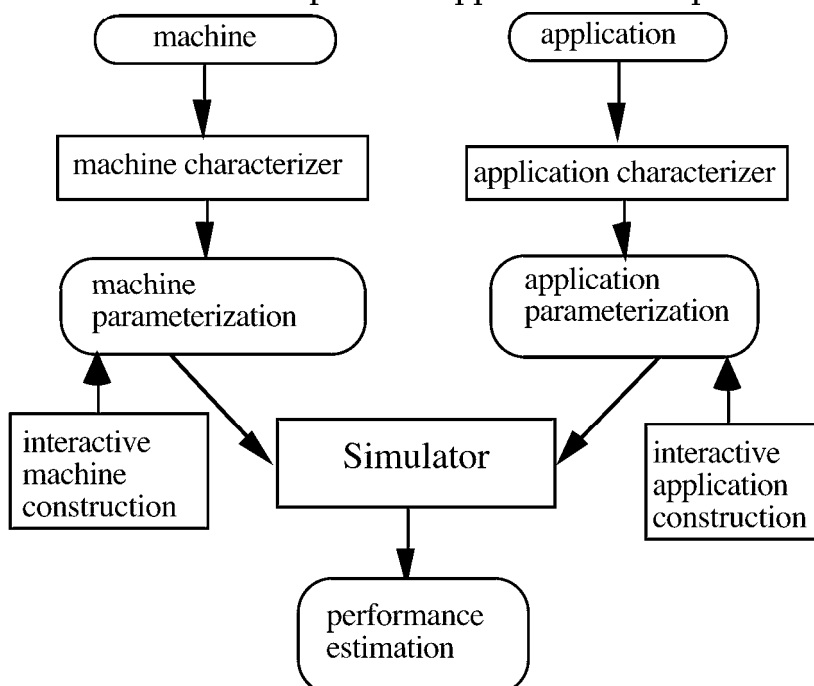 machine
application
machine characterizer
application characterizer
machine
parameterization
application
parameterization
interactive
machine
construction
Simulator
interactive
application
construction
performance
estimation